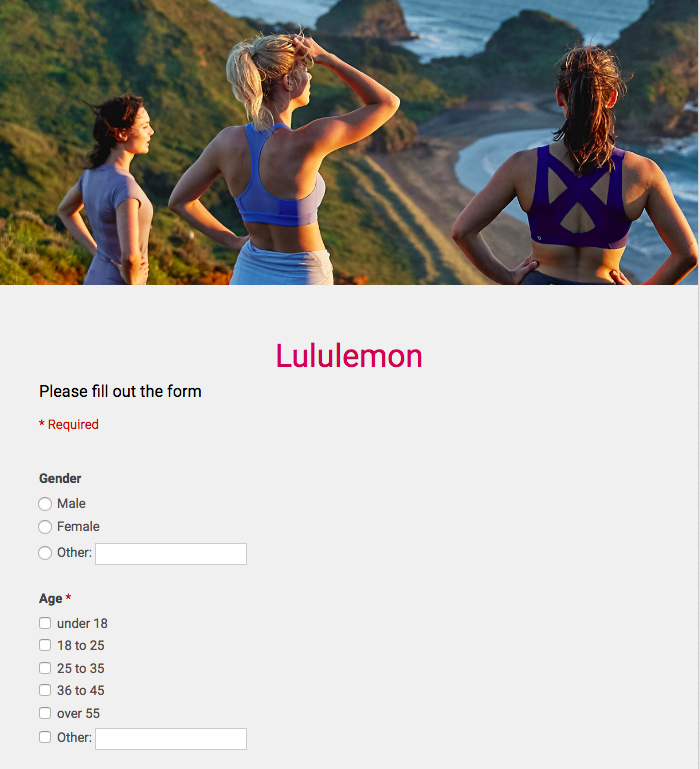 Lululemon
Please fill out the form
* Required
Gender
Male
Female
Other:
Age *
under 18
18 to 25
25 to 35
36 to 45
over 55
Other: